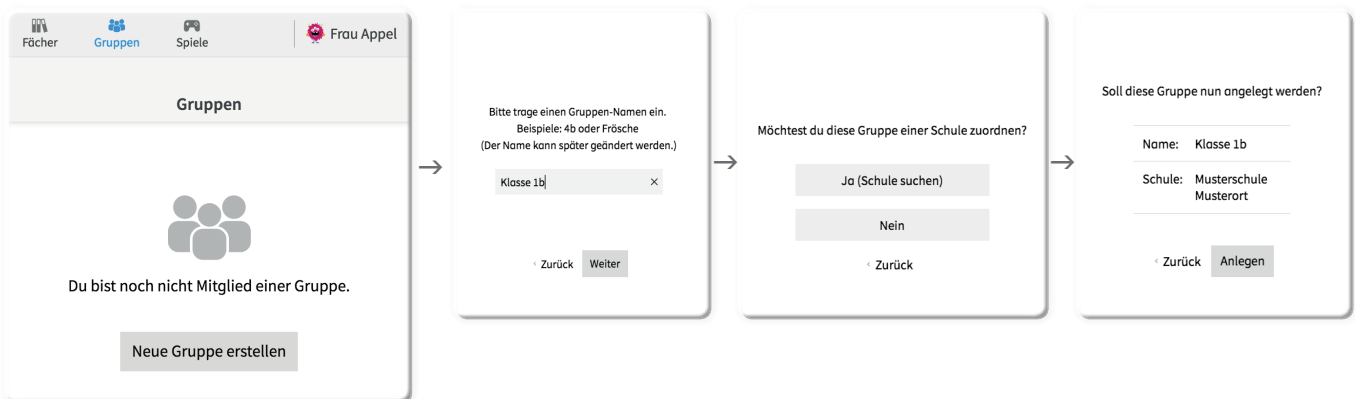 Fächer
Gruppen
Spiele
Frau Appel
Gruppen
Du bist noch nicht Mitglied einer Gruppe.
Neue Gruppe erstellen
→
Bitte trage einen Gruppen-Namen ein.
Beispiele: 4b oder Frösche
(Der Name kann später geändert werden.)
Klasse 1b
Zurück
Weiter
→
Möchtest du diese Gruppe einer Schule zuordnen?
Ja (Schule suchen)
Nein
Zurück
→
Soll diese Gruppe nun angelegt werden?
Name: Klasse 1b
Schule: Musterschule
Musterort
Zurück
Anlegen